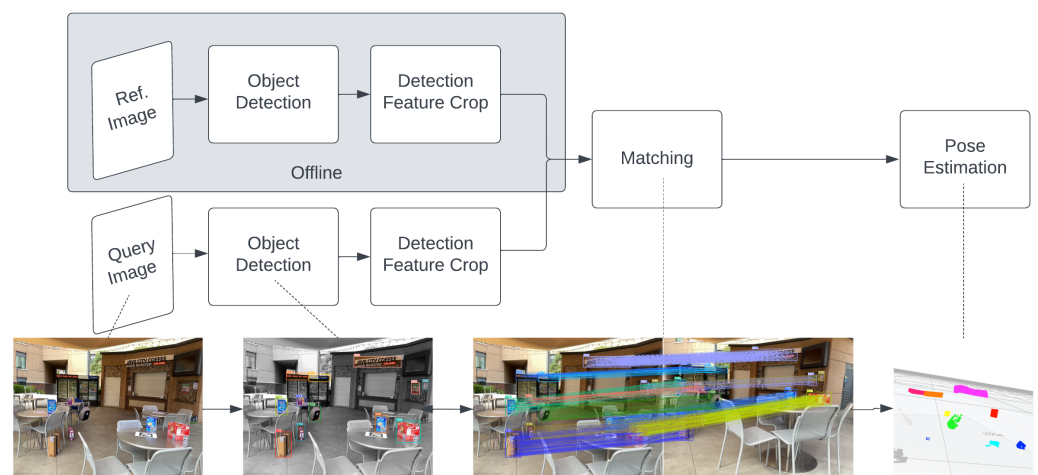 Ref.
Image
Object
Detection
Detection
Feature Crop
Offline
Matching
Pose
Estimation
Query
Image
Object
Detection
Detection
Feature Crop